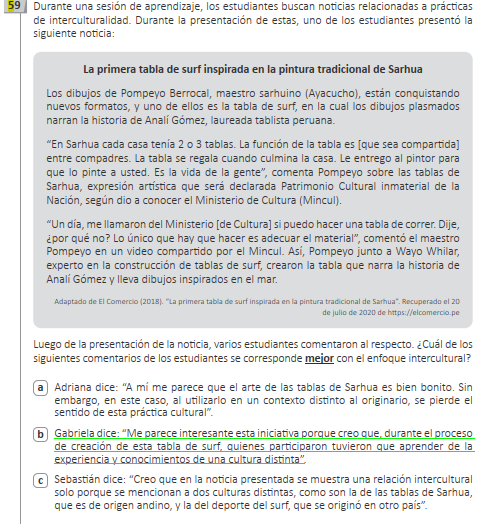 59 Durante una sesión de aprendizaje, los estudiantes buscan noticias relacionadas a prácticas
de interculturalidad. Durante la presentación de estas, uno de los estudiantes presentó la
siguiente noticia:
La primera tabla de surf inspirada en la pintura tradicional de Sarhua
Los dibujos de Pompeyo Berrocal, maestro sarhuino (Ayacucho), están conquistando
nuevos formatos, y uno de ellos es la tabla de surf, en la cual los dibujos plasmados
narran la historia de Analí Gómez, laureada tablista peruana.
“En Sarhua cada casa tenía 2 o 3 tablas. La función de la tabla es [que sea compartida]
entre compadres. La tabla se regala cuando culmina la casa. Le entrego al pintor para
que lo pinte a usted. Es la vida de la gente”, comenta Pompeyo sobre las tablas de
Sarhua, expresión artística que será declarada Patrimonio Cultural inmaterial de la
Nación, según dio a conocer el Ministerio de Cultura (Mincul).
“Un día, me llamaron del Ministerio [de Cultura] si puedo hacer una tabla de correr. Dije,
¿por qué no? Lo único que hay que hacer es adecuar el material”, comentó el maestro
Pompeyo en un video compartido por el Mincul. Así, Pompeyo junto a Wayo Whilar,
experto en la construcción de tablas de surf, crearon la tabla que narra la historia de
Analí Gómez y lleva dibujos inspirados en el mar.
Adaptado de El Comercio (2018). “La primera tabla de surf inspirada en la pintura tradicional de Sarhua”. Recuperado el 20
de julio de 2020 de https://elcomercio.pe
Luego de la presentación de la noticia, varios estudiantes comentaron al respecto. ¿Cuál de los
siguientes comentarios de los estudiantes se corresponde mejor con el enfoque intercultural?
a Adriana dice: “A mí me parece que el arte de las tablas de Sarhua es bien bonito. Sin
embargo, en este caso, al utilizarlo en un contexto distinto al originario, se pierde el
sentido de esta práctica cultural”.
b Gabriela dice: “Me parece interesante esta iniciativa porque creo que, durante el proceso
de creación de esta tabla de surf, quienes participaron tuvieron que aprender de la
experiencia y conocimientos de una cultura distinta”.
c Sebastián dice: “Creo que en la noticia presentada se muestra una relación intercultural
solo porque se mencionan a dos culturas distintas, como son la de las tablas de Sarhua,
que es de origen andino, y la del deporte del surf, que se originó en otro país”.